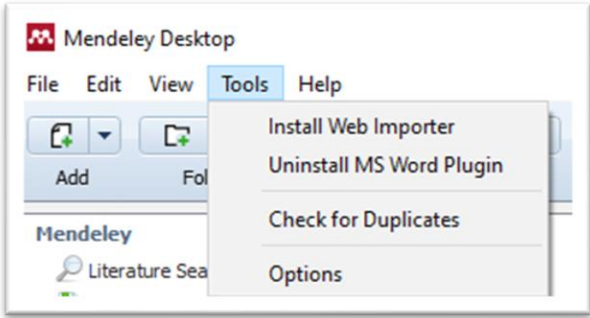 Mendeley Desktop
File Edit View Tools Help
Install Web Importer
Uninstall MS Word Plugin
Add
Check for Duplicates
Mendeley
Options